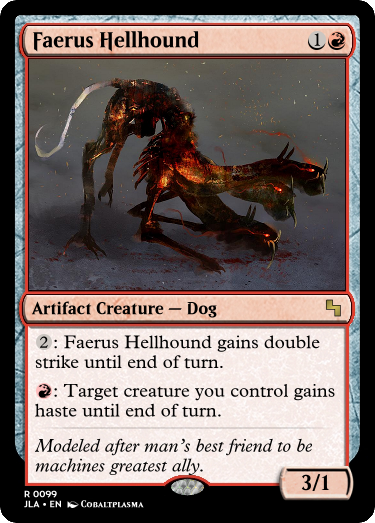 Faerus Hellhound 1
Artifact Creature — Dog
2: Faerus Hellhound gains double
strike until end of turn.
: Target creature you control gains
haste until end of turn.
Modeled after man's best friend to be
machines greatest ally.
3/1
R 0099
JLA • EN Cobaltplasma